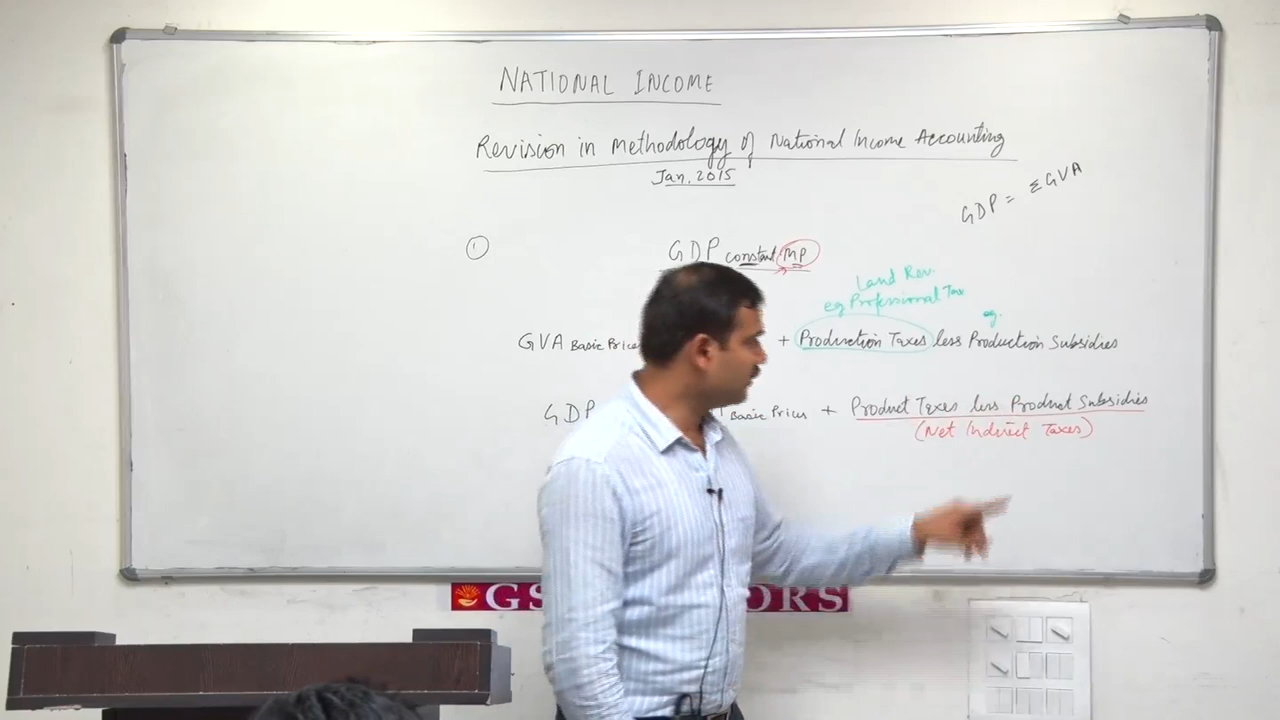 NATIONAL INCOME
Revision in Methodology of National Income Accounting
Jan. 2015
GDP = ΣGVA
① GDP constant MP
Land Rev.
eg Professional Tax
eg.
GVA Basic Prices + Production Taxes less Production Subsidies
GDP Basic Prices + Product Taxes less Product Subsidies
(Net Indirect Taxes)
GS ORS